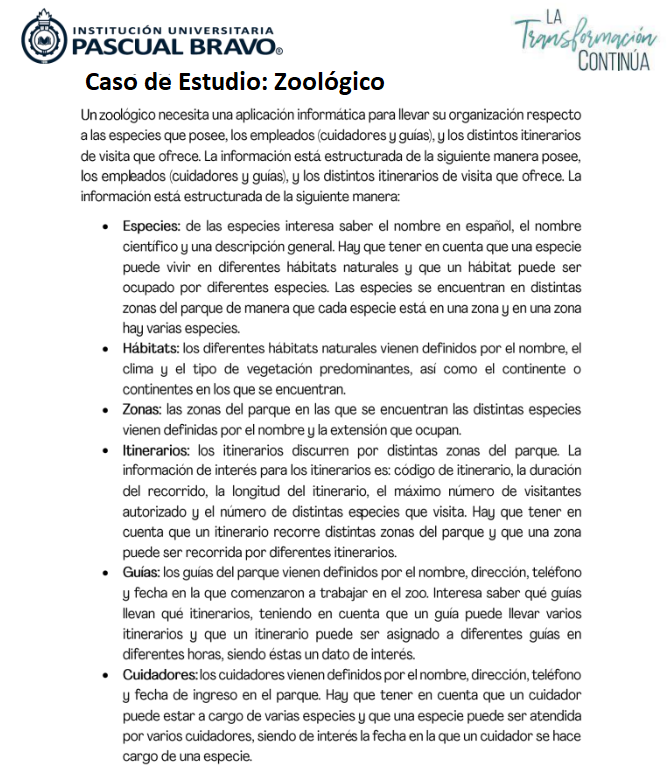 INSTITUCIÓN UNIVERSITARIA
PASCUAL BRAVO®
LA
Transformación
CONTINÚA
Caso de Estudio: Zoológico
Un zoológico necesita una aplicación informática para llevar su organización respecto
a las especies que posee, los empleados (cuidadores y guías), y los distintos itinerarios
de visita que ofrece. La información está estructurada de la siguiente manera posee,
los empleados (cuidadores y guías), y los distintos itinerarios de visita que ofrece. La
información está estructurada de la siguiente manera:
• Especies: de las especies interesa saber el nombre en español, el nombre
científico y una descripción general. Hay que tener en cuenta que una especie
puede vivir en diferentes hábitats naturales y que un hábitat puede ser
ocupado por diferentes especies. Las especies se encuentran en distintas
zonas del parque de manera que cada especie está en una zona y en una zona
hay varias especies.
• Hábitats: los diferentes hábitats naturales vienen definidos por el nombre, el
clima y el tipo de vegetación predominantes, así como el continente o
continentes en los que se encuentran.
• Zonas: las zonas del parque en las que se encuentran las distintas especies
vienen definidas por el nombre y la extensión que ocupan.
• Itinerarios: los itinerarios discurren por distintas zonas del parque. La
información de interés para los itinerarios es: código de itinerario, la duración
del recorrido, la longitud del itinerario, el máximo número de visitantes
autorizado y el número de distintas especies que visita. Hay que tener en
cuenta que un itinerario recorre distintas zonas del parque y que una zona
puede ser recorrida por diferentes itinerarios.
• Guías: los guías del parque vienen definidos por el nombre, dirección, teléfono
y fecha en la que comenzaron a trabajar en el zoo. Interesa saber qué guías
llevan qué itinerarios, teniendo en cuenta que un guía puede llevar varios
itinerarios y que un itinerario puede ser asignado a diferentes guías en
diferentes horas, siendo éstas un dato de interés.
• Cuidadores: los cuidadores vienen definidos por el nombre, dirección, teléfono
y fecha de ingreso en el parque. Hay que tener en cuenta que un cuidador
puede estar a cargo de varias especies y que una especie puede ser atendida
por varios cuidadores, siendo de interés la fecha en la que un cuidador se hace
cargo de una especie.